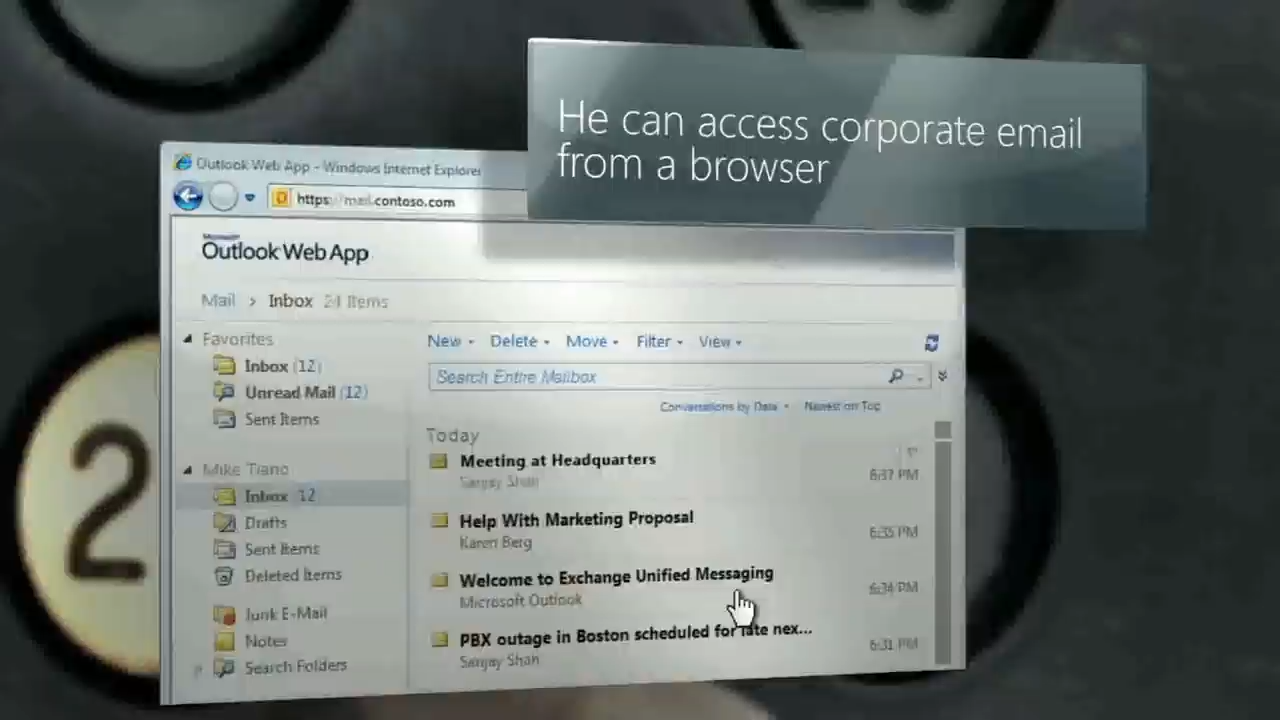 He can access corporate email
from a browser
Outlook Web App - Windows Internet Explorer
https://mail.contoso.com
Microsoft
Outlook Web App
Mail > Inbox 24 Items
Favorites
Inbox (12)
Unread Mail (12)
Sent Items
Mike Tiano
Inbox 12
Drafts
Sent Items
Deleted Items
Junk E-Mail
Notes
Search Folders
New Delete Move Filter View
Search Entire Mailbox
Conversations by Date Newest on Top
Today
Meeting at Headquarters
Sanjay Shah 6:37 PM
Help With Marketing Proposal
Karen Berg 6:35 PM
Welcome to Exchange Unified Messaging
Microsoft Outlook 6:34 PM
PBX outage in Boston scheduled for late nex...
Sanjay Shah 6:31 PM
2